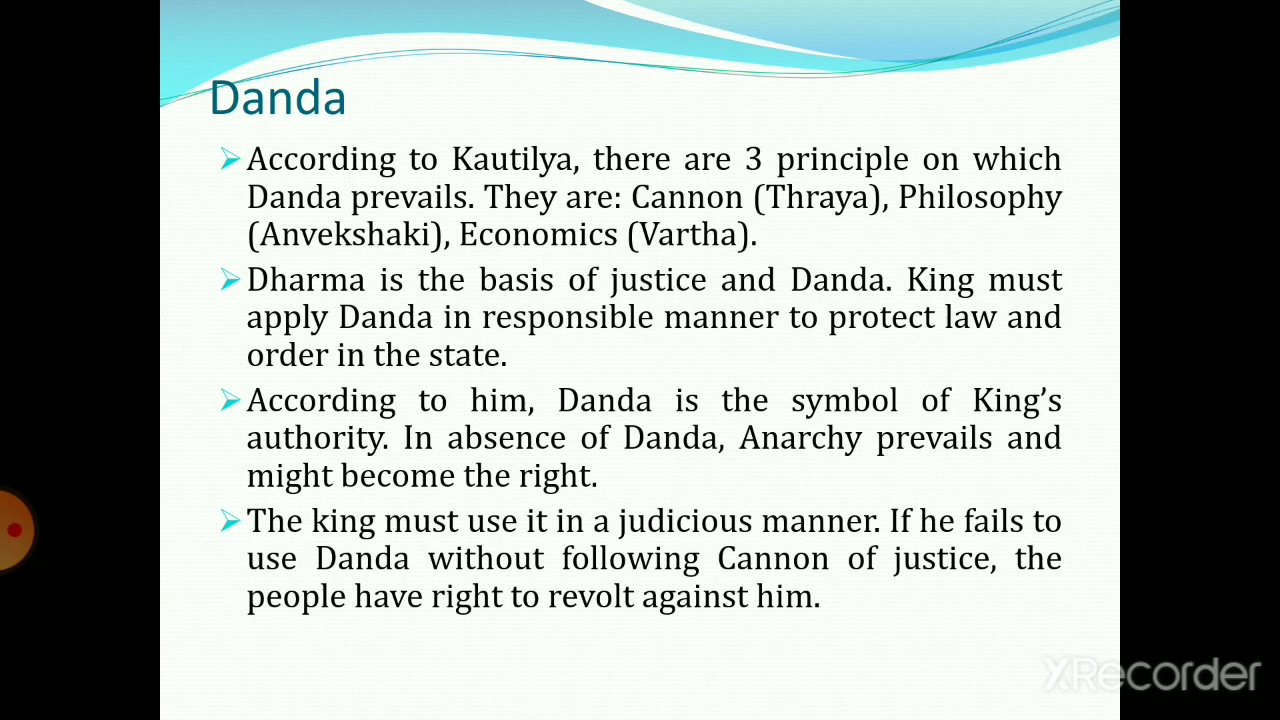 Danda
According to Kautilya, there are 3 principle on which
Danda prevails. They are: Cannon (Thraya), Philosophy
(Anvekshaki), Economics (Vartha).
Dharma is the basis of justice and Danda. King must
apply Danda in responsible manner to protect law and
order in the state.
According to him, Danda is the symbol of King’s
authority. In absence of Danda, Anarchy prevails and
might become the right.
The king must use it in a judicious manner. If he fails to
use Danda without following Cannon of justice, the
people have right to revolt against him.
XRecorder